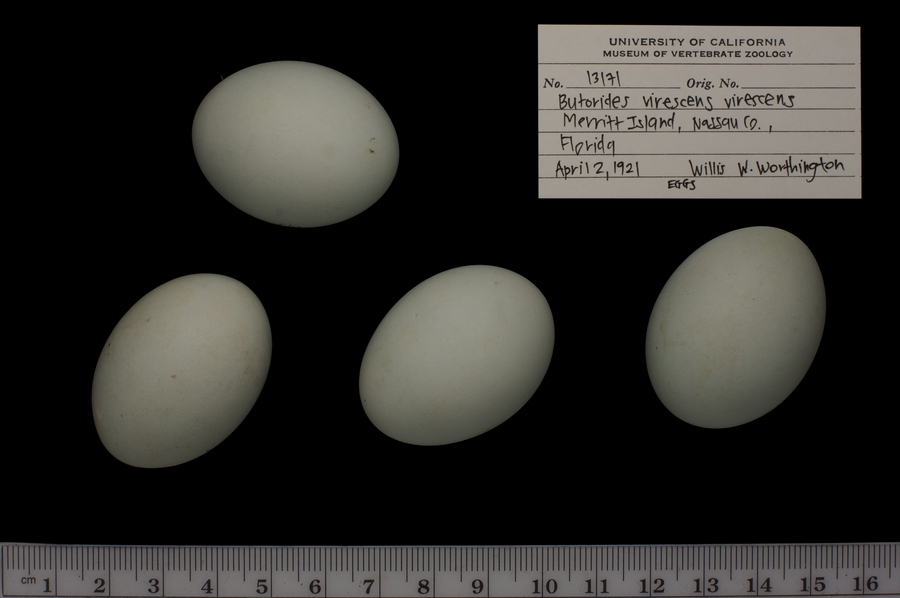 UNIVERSITY OF CALIFORNIA
MUSEUM OF VERTEBRATE ZOOLOGY
No. 13171 Orig. No.
Butorides virescens virescens
Merritt Island, Nassau Co.,
Florida
April 2, 1921 Willis W. Worthington
EGGS
cm 1 2 3 4 5 6 7 8 9 10 11 12 13 14 15 16